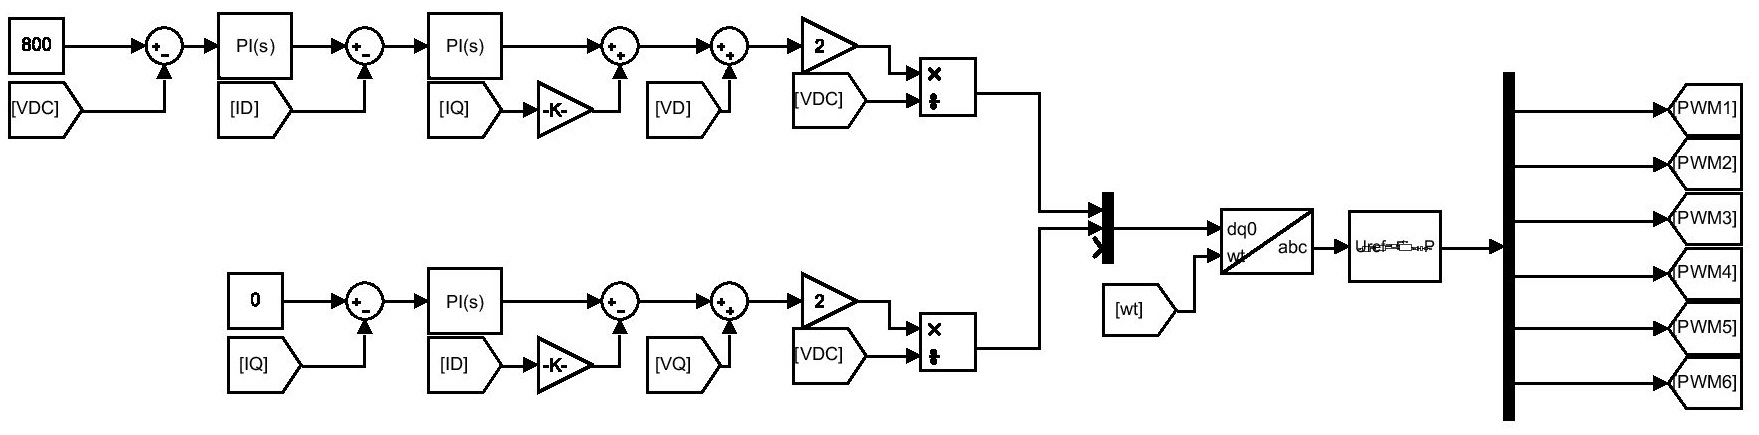 800
PI(s)
PI(s)
2
[VDC]
[ID]
[IQ]
-K-
[VD]
[VDC]
[PWM1]
[PWM2]
[PWM3]
dq0
wt
abc
Uref
P
[PWM4]
0
PI(s)
2
[wt]
[PWM5]
[IQ]
[ID]
-K-
[VQ]
[VDC]
[PWM6]